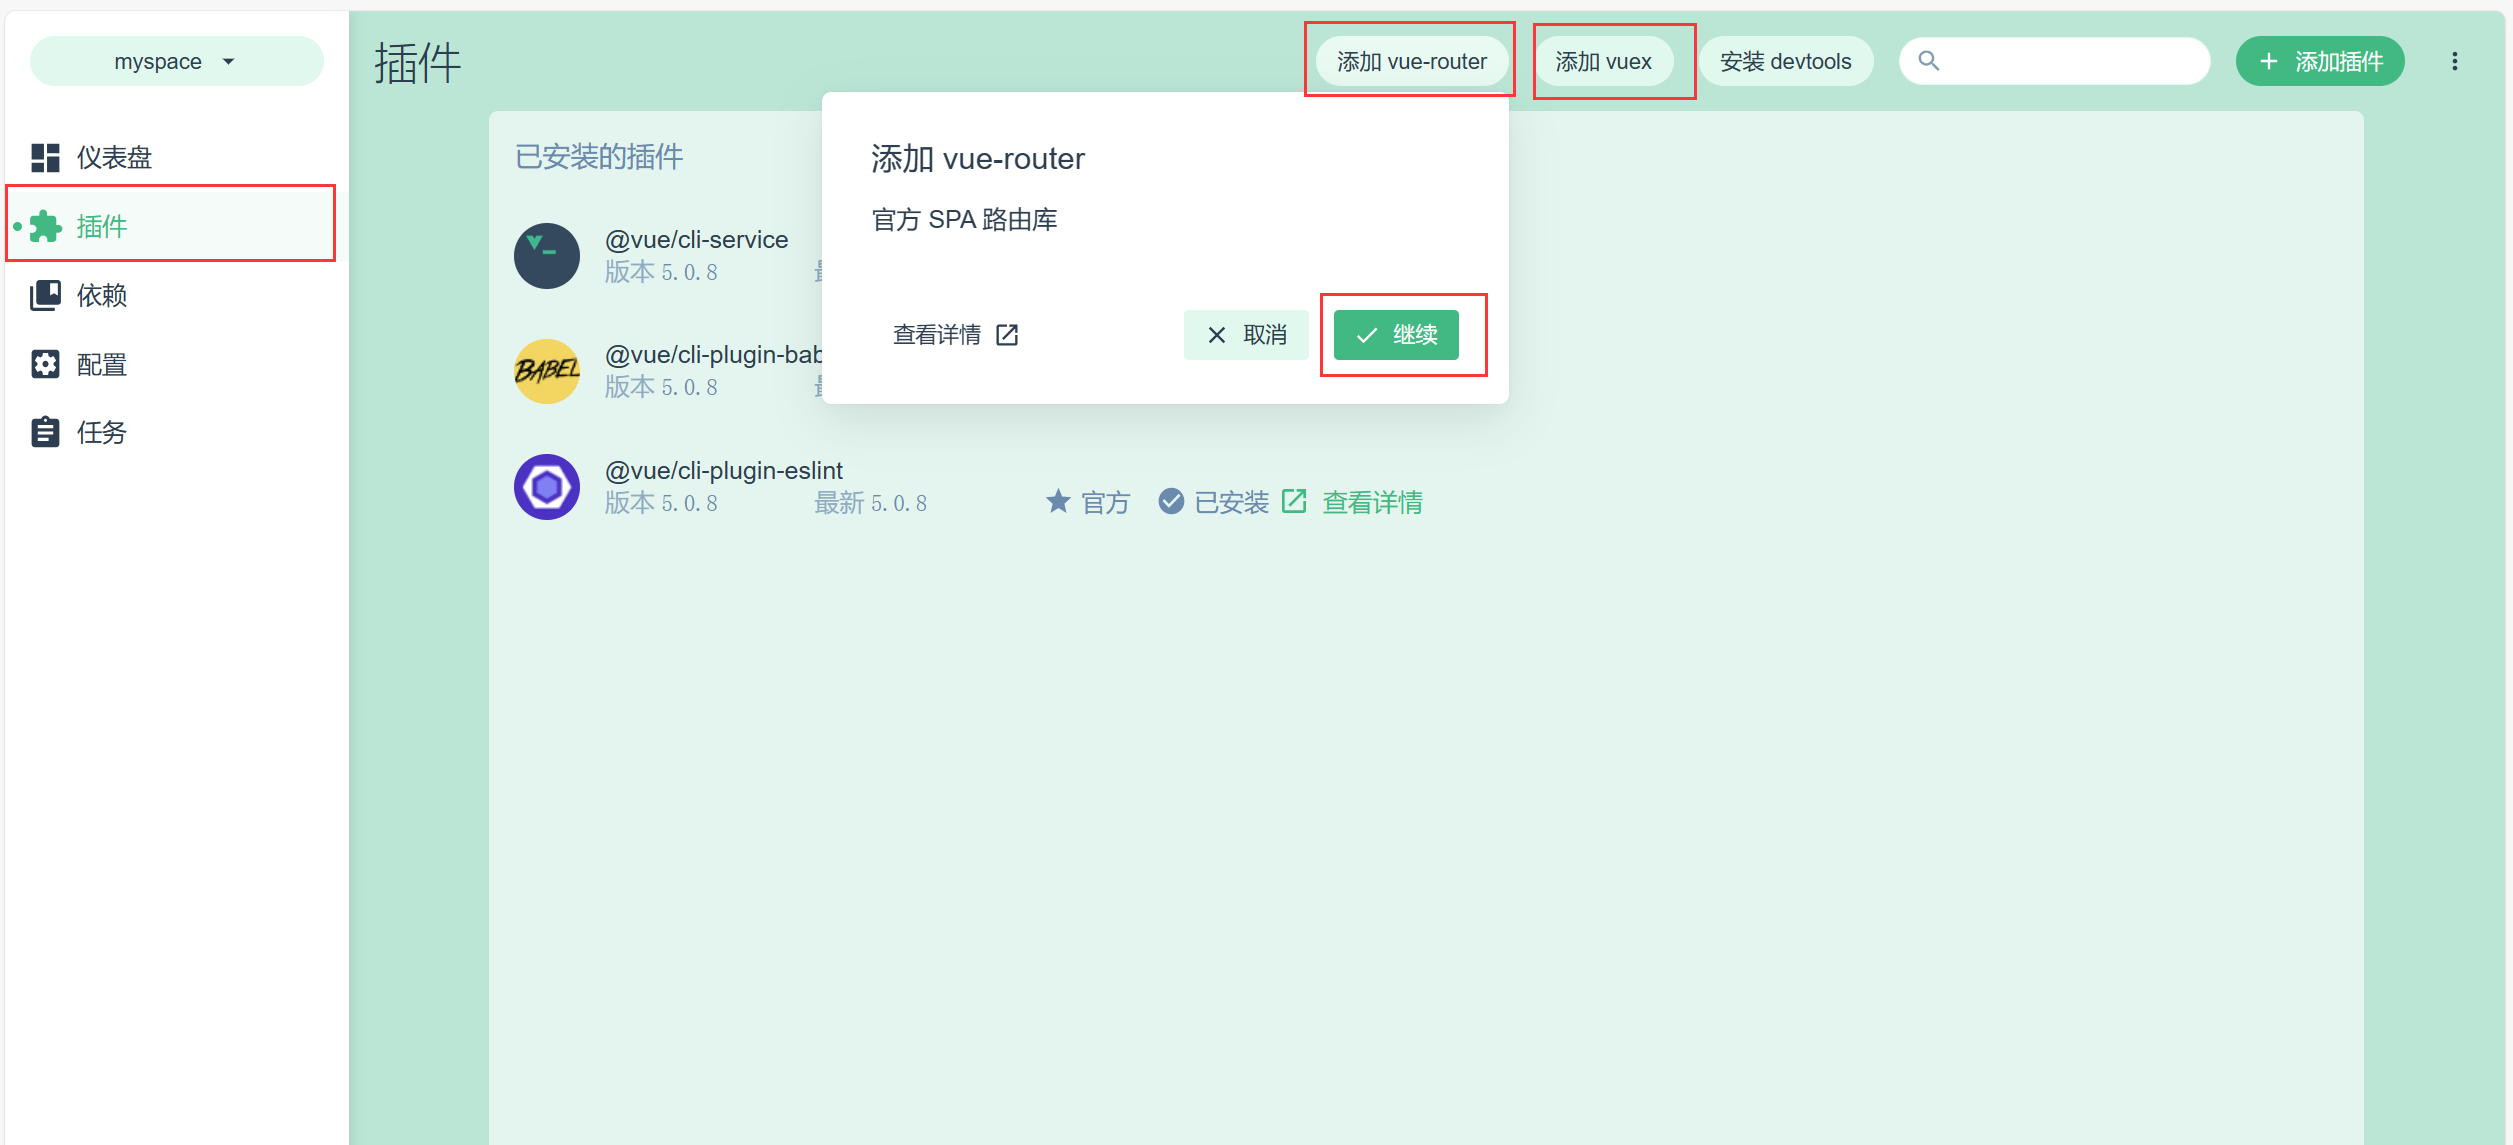 myspace
仪表盘
插件
依赖
配置
任务
插件
添加 vue-router
添加 vuex
安装 devtools
添加插件
已安装的插件
@vue/cli-service
版本 5.0.8
BABEL
@vue/cli-plugin-bab
版本 5.0.8
@vue/cli-plugin-eslint
版本 5.0.8 最新 5.0.8 官方 已安装 查看详情
添加 vue-router
官方 SPA 路由库
查看详情 取消 继续